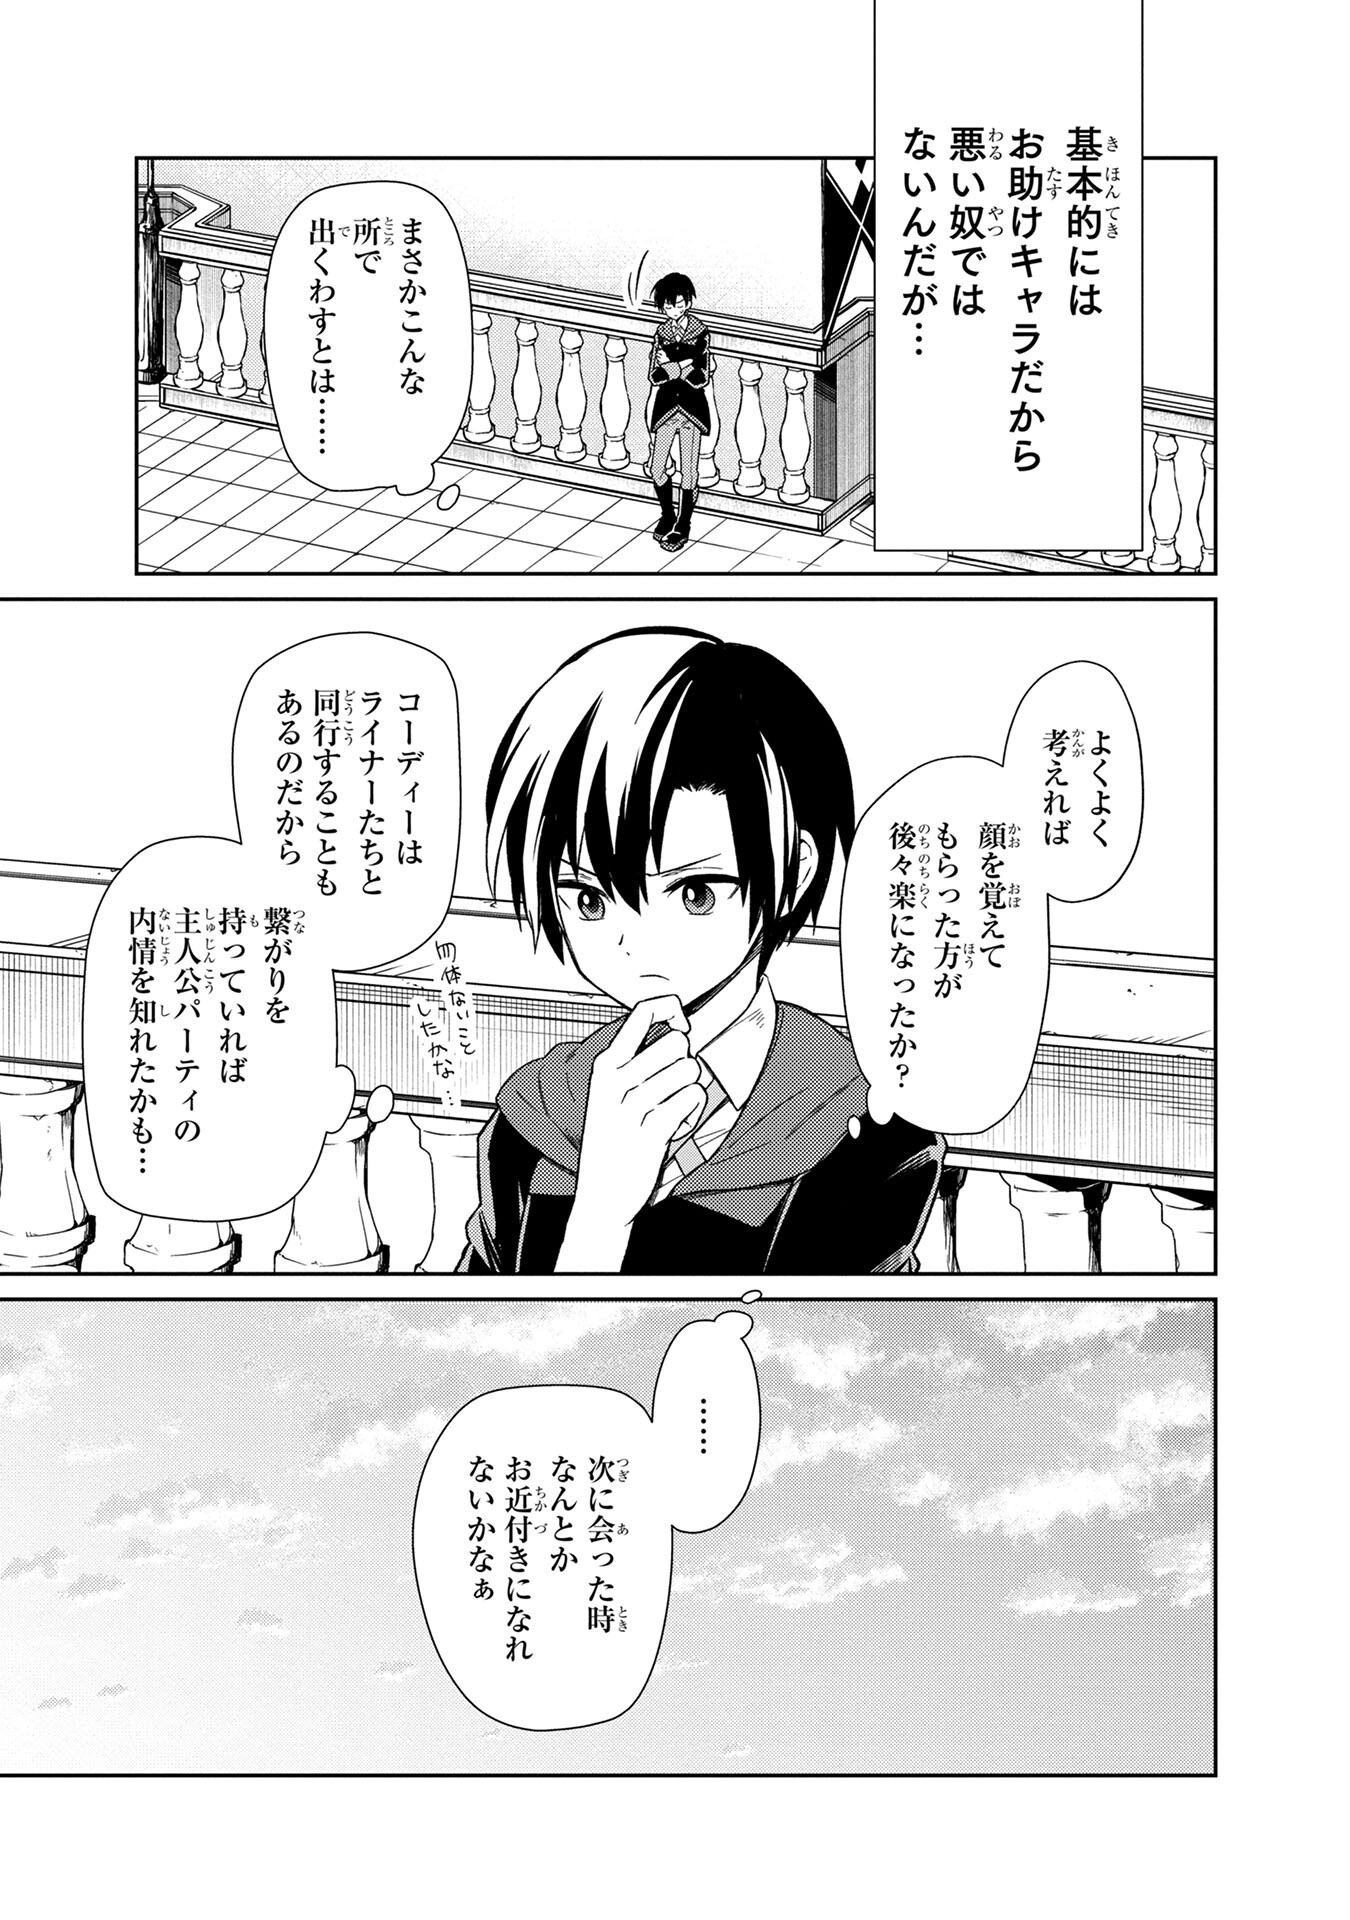 基本的には
お助けキャラだから
悪い奴では
ないんだが…
まさかこんな
所で
出くわすとは……
よくよく
考えれば
顔を覚えて
もらった方が
後々楽になったか？
コーディーは
ライナーたちと
同行することも
あるのだから
繋がりを
持っていれば
主人公パーティの
内情を知れたかも…
勿体ないこと
したかな…
……
次に会った時
なんとか
お近付きになれ
ないかなぁ